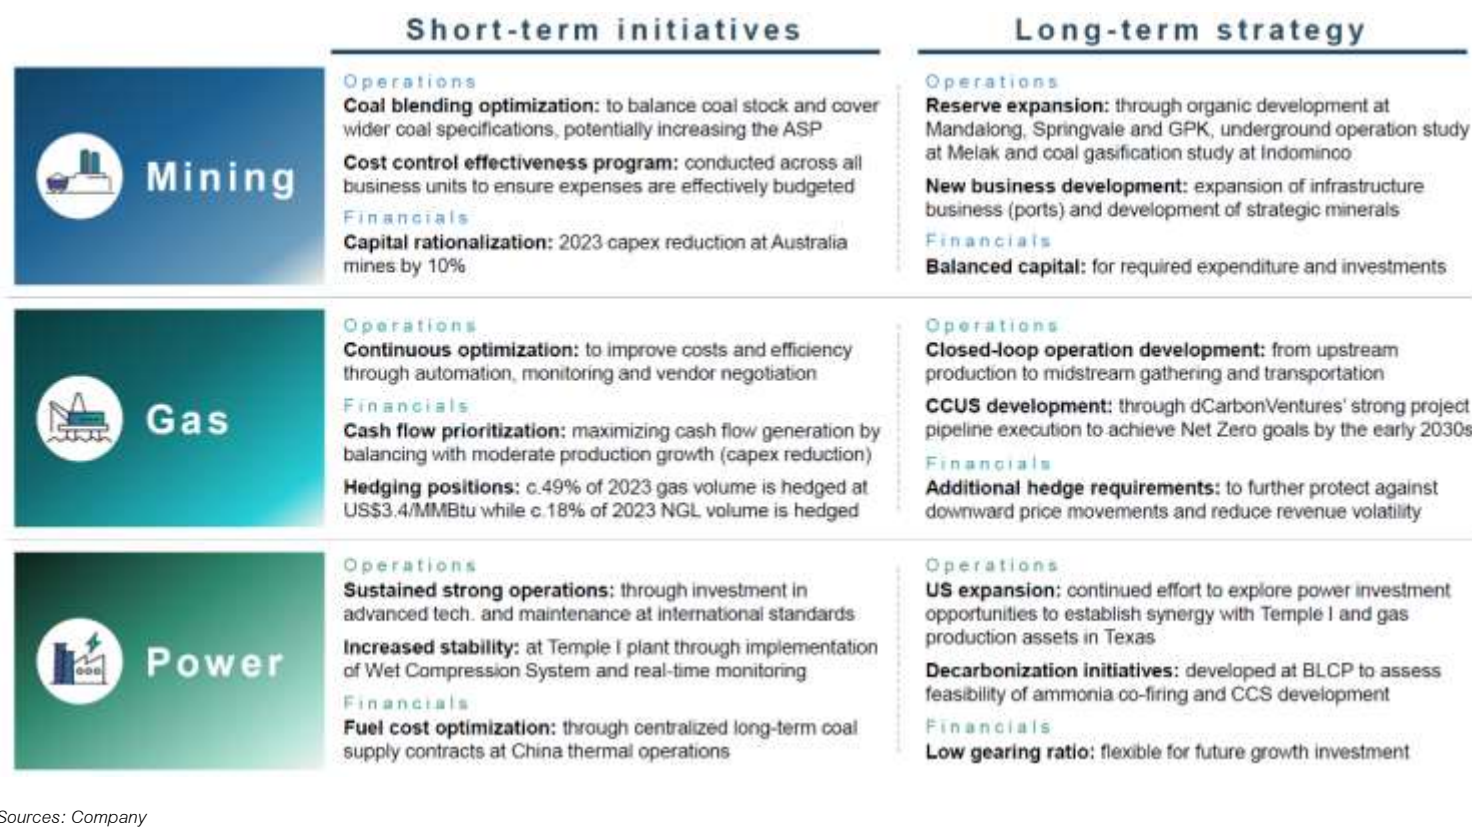 Short-term initiatives
Long-term strategy
Mining
Operations
Coal blending optimization: to balance coal stock and cover
wider coal specifications, potentially increasing the ASP
Cost control effectiveness program: conducted across all
business units to ensure expenses are effectively budgeted
Financials
Capital rationalization: 2023 capex reduction at Australia
mines by 10%
Operations
Reserve expansion: through organic development at
Mandalong, Springvale and GPK, underground operation study
at Melak and coal gasification study at Indominco
New business development: expansion of infrastructure
business (ports) and development of strategic minerals
Financials
Balanced capital: for required expenditure and investments
Gas
Operations
Continuous optimization: to improve costs and efficiency
through automation, monitoring and vendor negotiation
Financials
Cash flow prioritization: maximizing cash flow generation by
balancing with moderate production growth (capex reduction)
Hedging positions: c.49% of 2023 gas volume is hedged at
US$3.4/MMBtu while c.18% of 2023 NGL volume is hedged
Operations
Closed-loop operation development: from upstream
production to midstream gathering and transportation
CCUS development: through dCarbonVentures' strong project
pipeline execution to achieve Net Zero goals by the early 2030s
Financials
Additional hedge requirements: to further protect against
downward price movements and reduce revenue volatility
Power
Operations
Sustained strong operations: through investment in
advanced tech. and maintenance at international standards
Increased stability: at Temple I plant through implementation
of Wet Compression System and real-time monitoring
Financials
Fuel cost optimization: through centralized long-term coal
supply contracts at China thermal operations
Operations
US expansion: continued effort to explore power investment
opportunities to establish synergy with Temple I and gas
production assets in Texas
Decarbonization initiatives: developed at BLCP to assess
feasibility of ammonia co-firing and CCS development
Financials
Low gearing ratio: flexible for future growth investment
Sources: Company